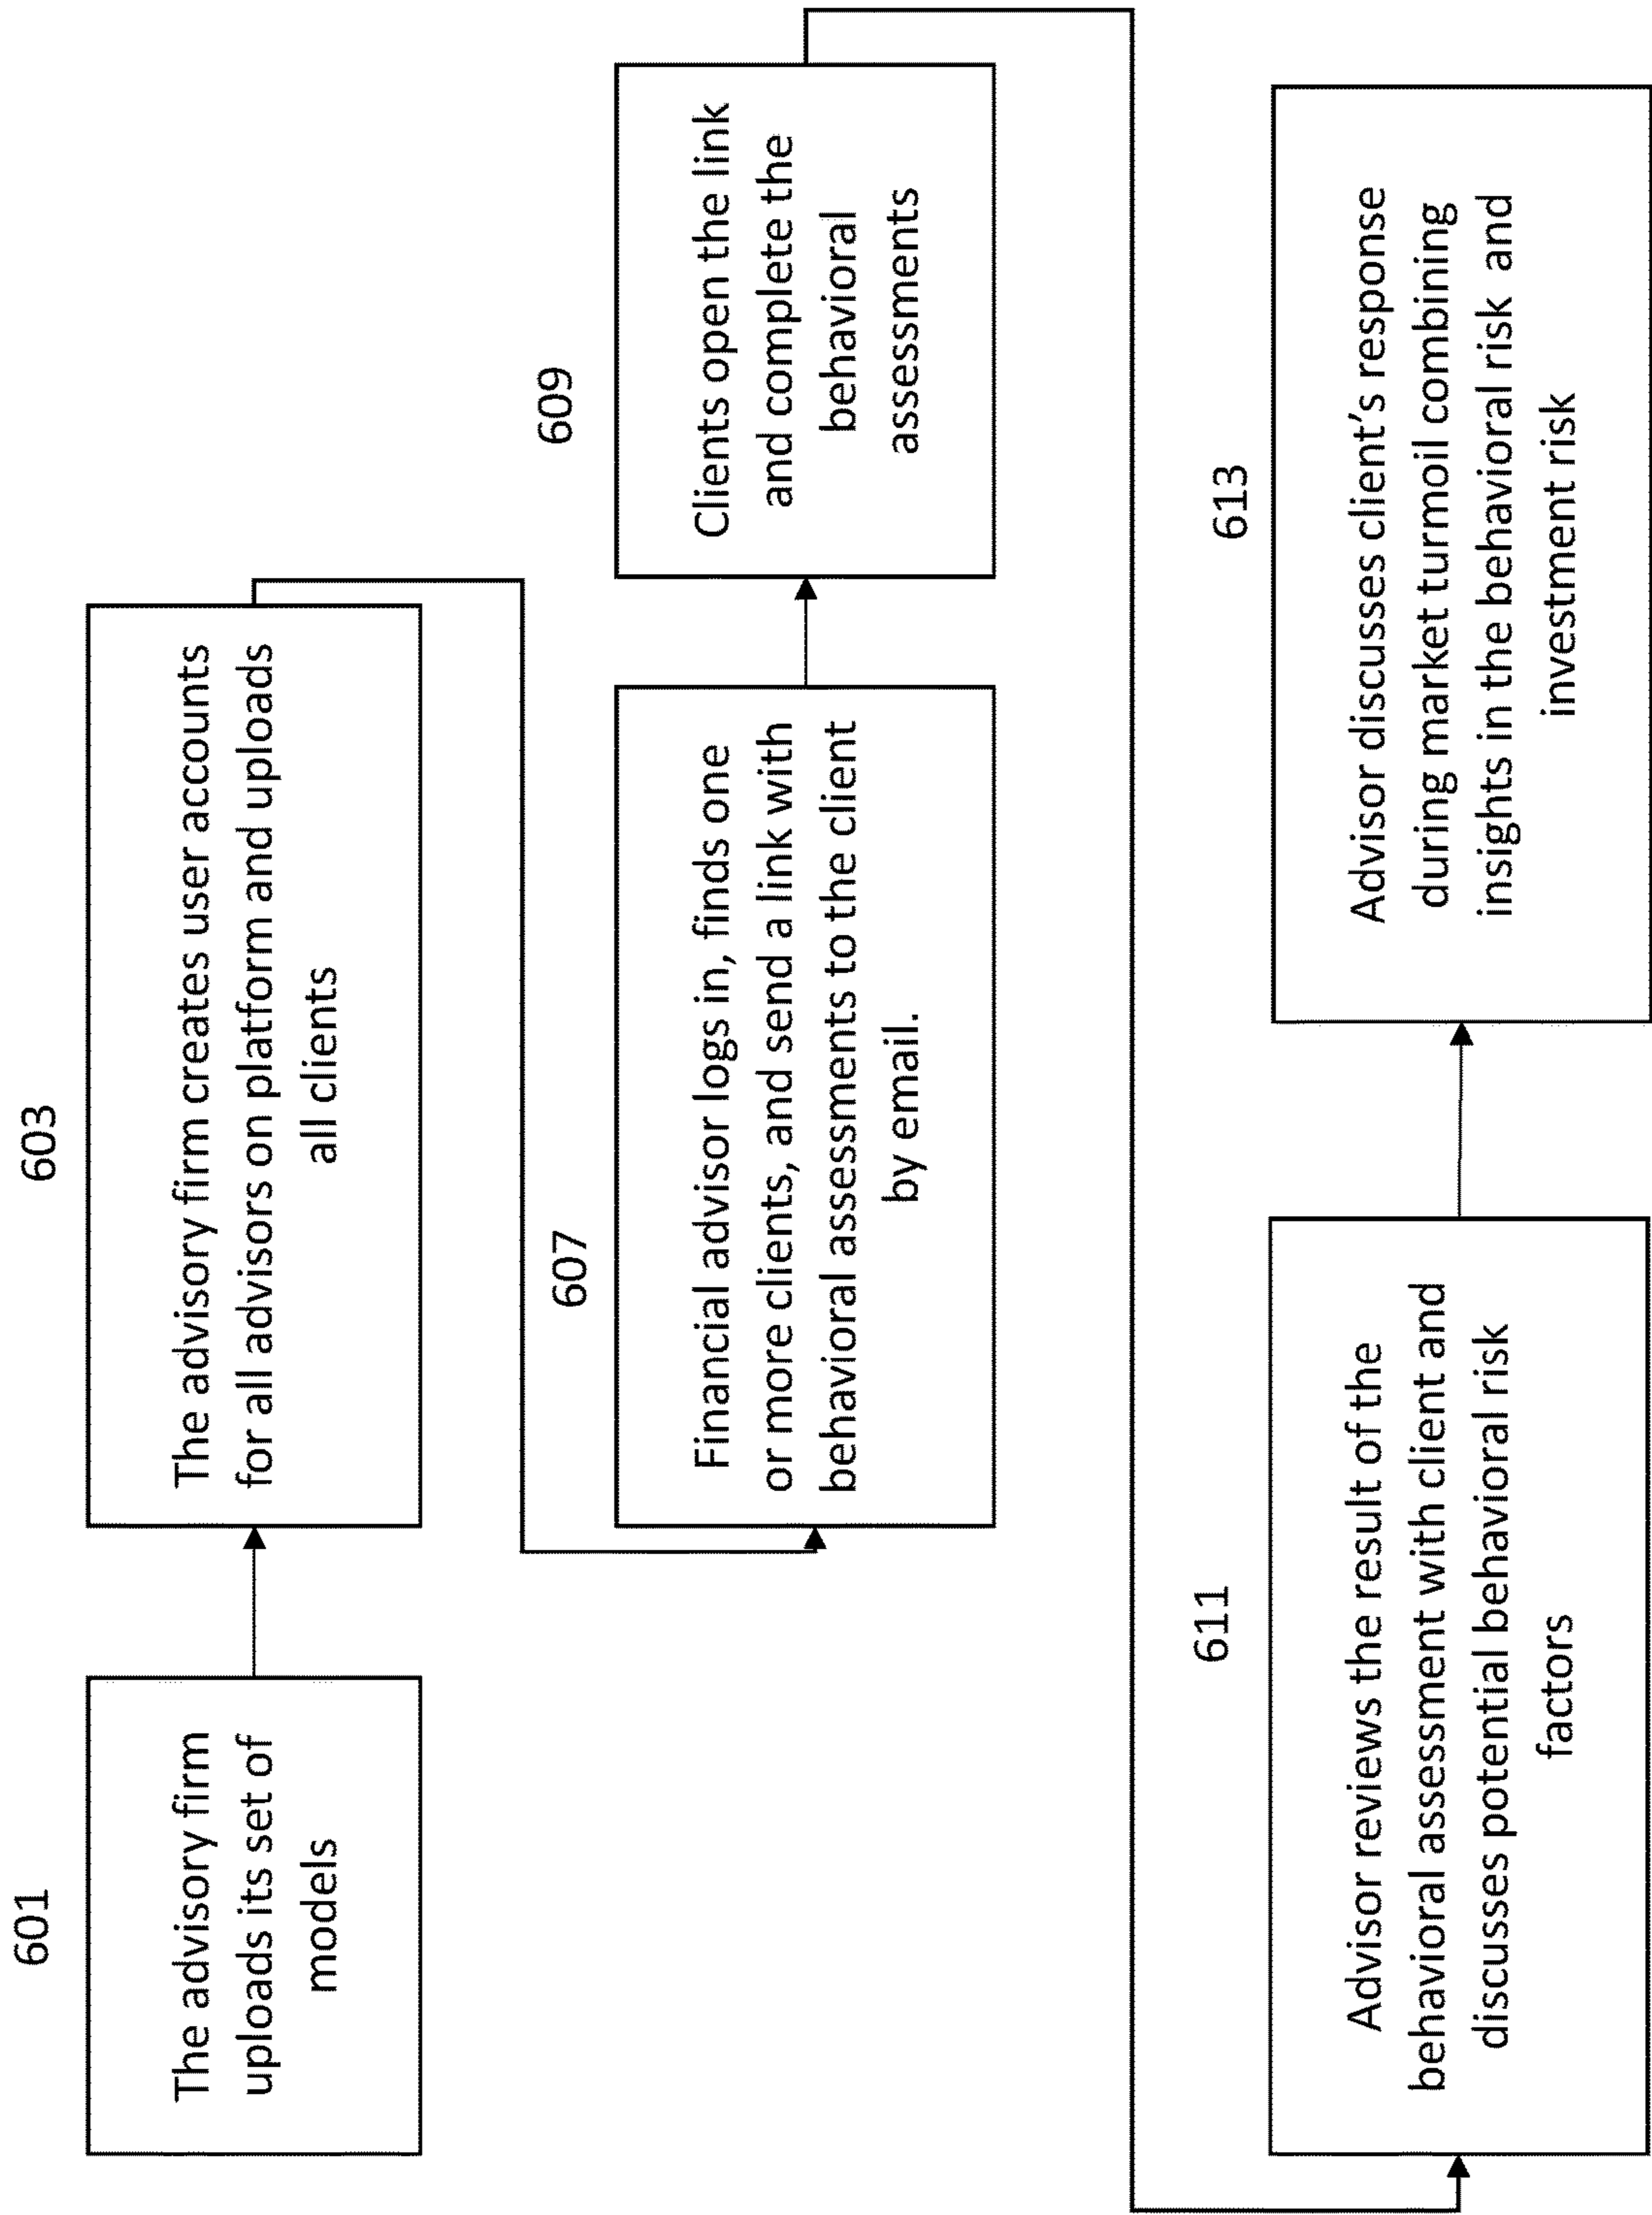 601
The advisory firm
uploads its set of
models
603
The advisory firm creates user accounts
for all advisors on platform and uploads
all clients
607
Financial advisor logs in, finds one
or more clients, and send a link with
behavioral assessments to the client
by email.
609
Clients open the link
and complete the
behavioral
assessments
611
Advisor reviews the result of the
behavioral assessment with client and
discusses potential behavioral risk
factors
613
Advisor discusses client's response
during market turmoil combining
insights in the behavioral risk and
investment risk